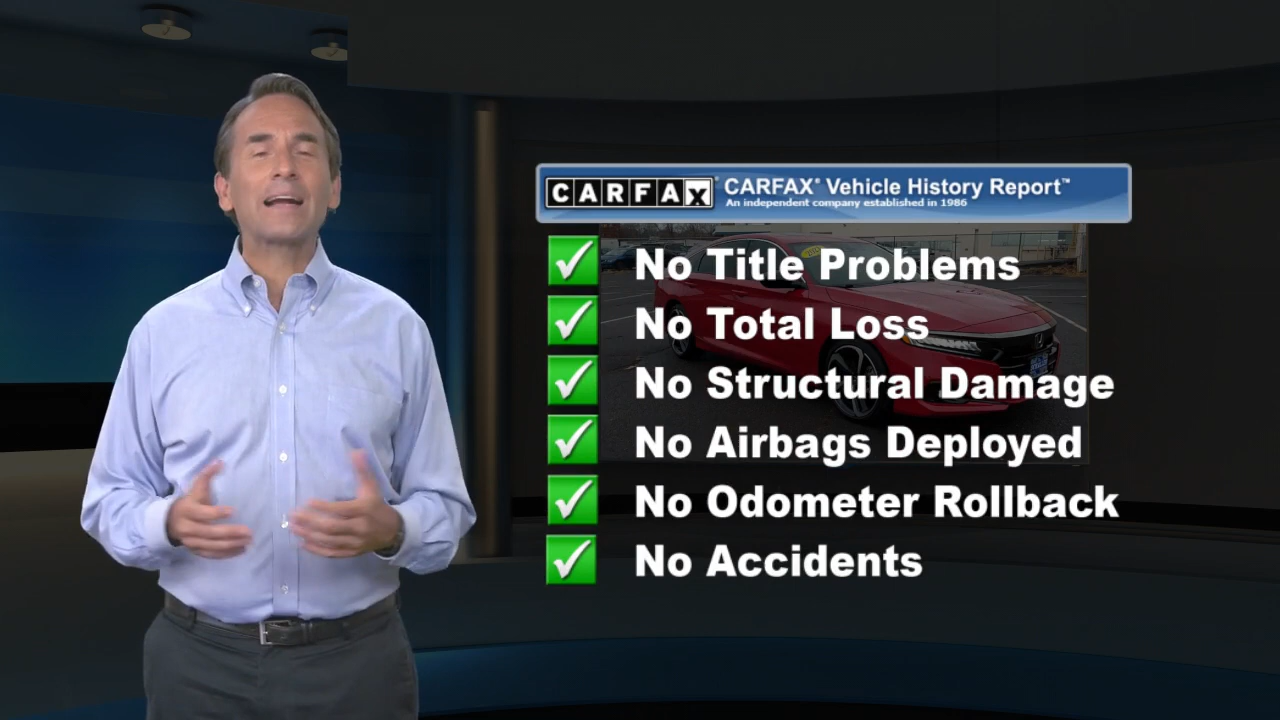 CARFAX® CARFAX® Vehicle History Report™
An independent company established in 1986
No Title Problems
No Total Loss
No Structural Damage
No Airbags Deployed
No Odometer Rollback
No Accidents